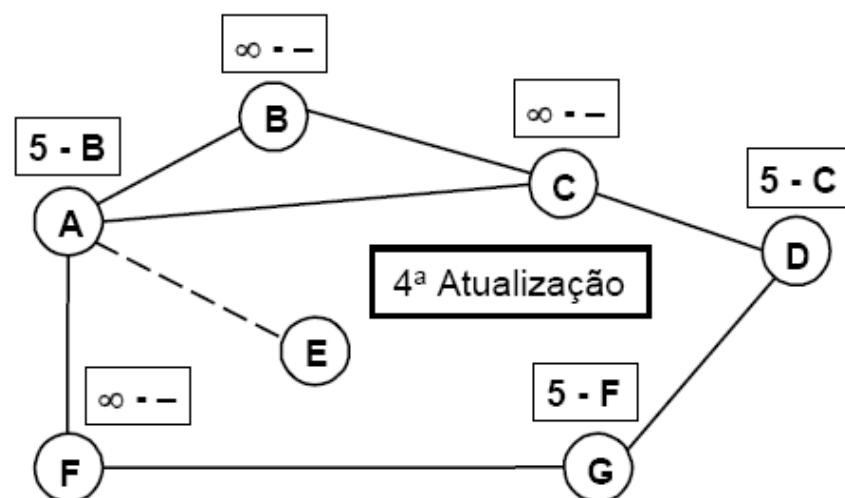 ∞ - –
B
∞ - –
5 - B
C
5 - C
A
D
4ª Atualização
E
5 - F
∞ - –
F
G